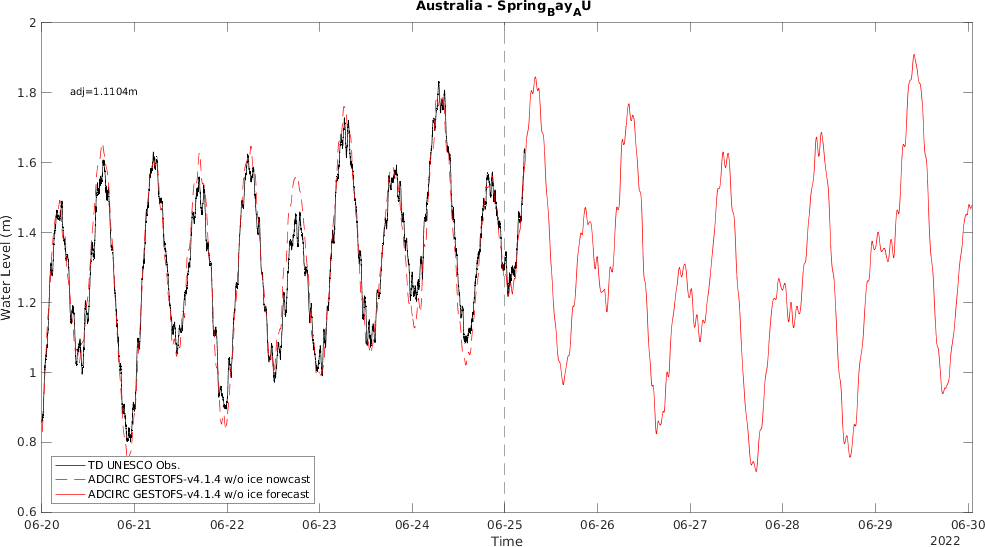 Australia - Spring_Bay_AU
adj=1.1104m
Water Level (m)
2
1.8
1.6
1.4
1.2
1
0.8
0.6
TD UNESCO Obs.
ADCIRC GESTOFS-v4.1.4 w/o ice nowcast
ADCIRC GESTOFS-v4.1.4 w/o ice forecast
06-20 06-21 06-22 06-23 06-24 06-25 06-26 06-27 06-28 06-29 06-30
Time
2022